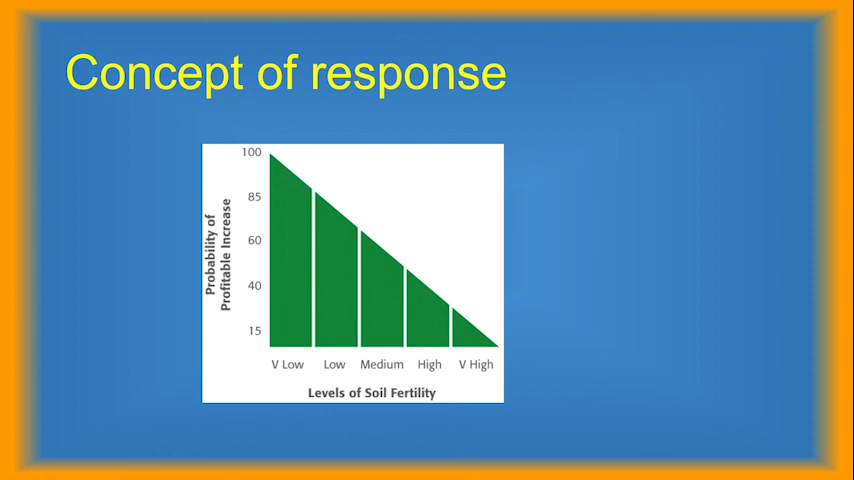 Concept of response
100
85
60
40
15
Probability of
Profitable Increase
V Low Low Medium High V High
Levels of Soil Fertility